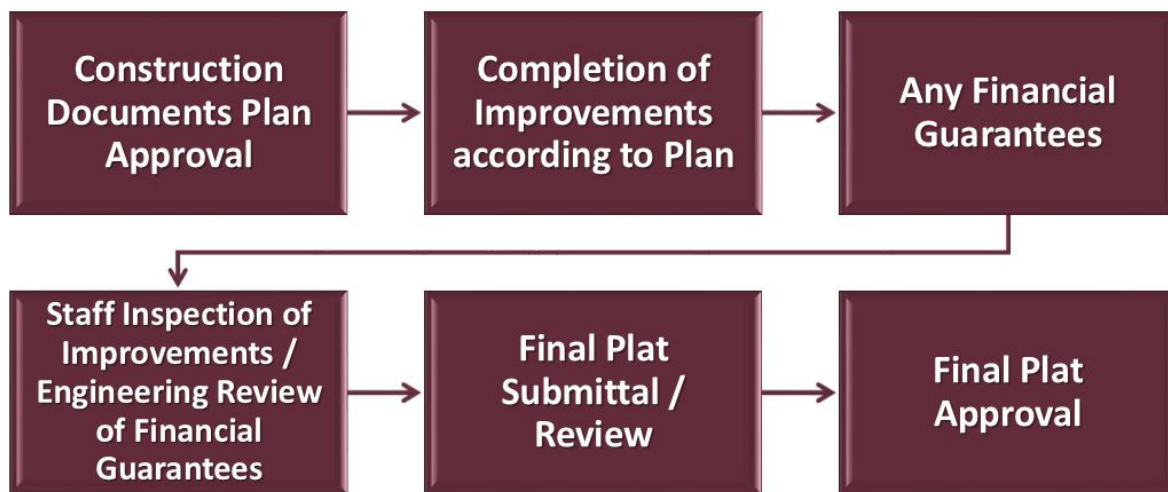 Construction
Documents Plan
Approval
Completion of
Improvements
according to Plan
Any Financial
Guarantees
Staff Inspection of
Improvements /
Engineering Review
of Financial
Guarantees
Final Plat
Submittal /
Review
Final Plat
Approval